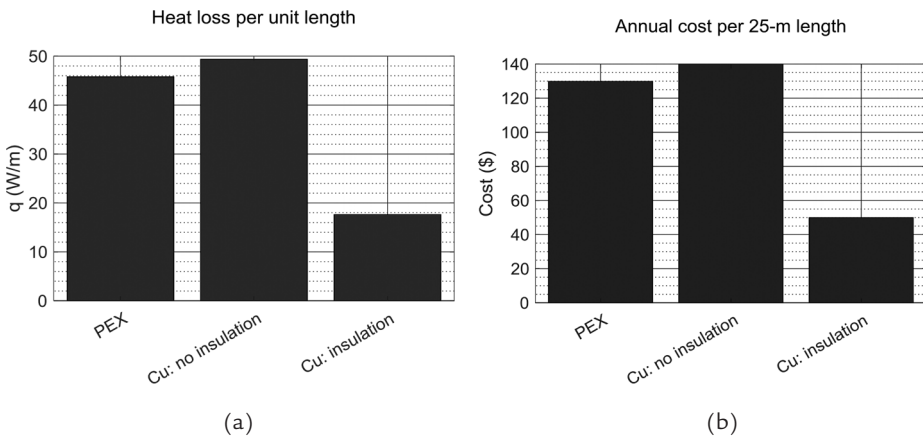 Heat loss per unit length
q (W/m)
50
40
30
20
10
0
PEX
Cu: no insulation
Cu: insulation
(a)
Annual cost per 25-m length
Cost ($)
140
120
100
80
60
40
20
0
PEX
Cu: no insulation
Cu: insulation
(b)